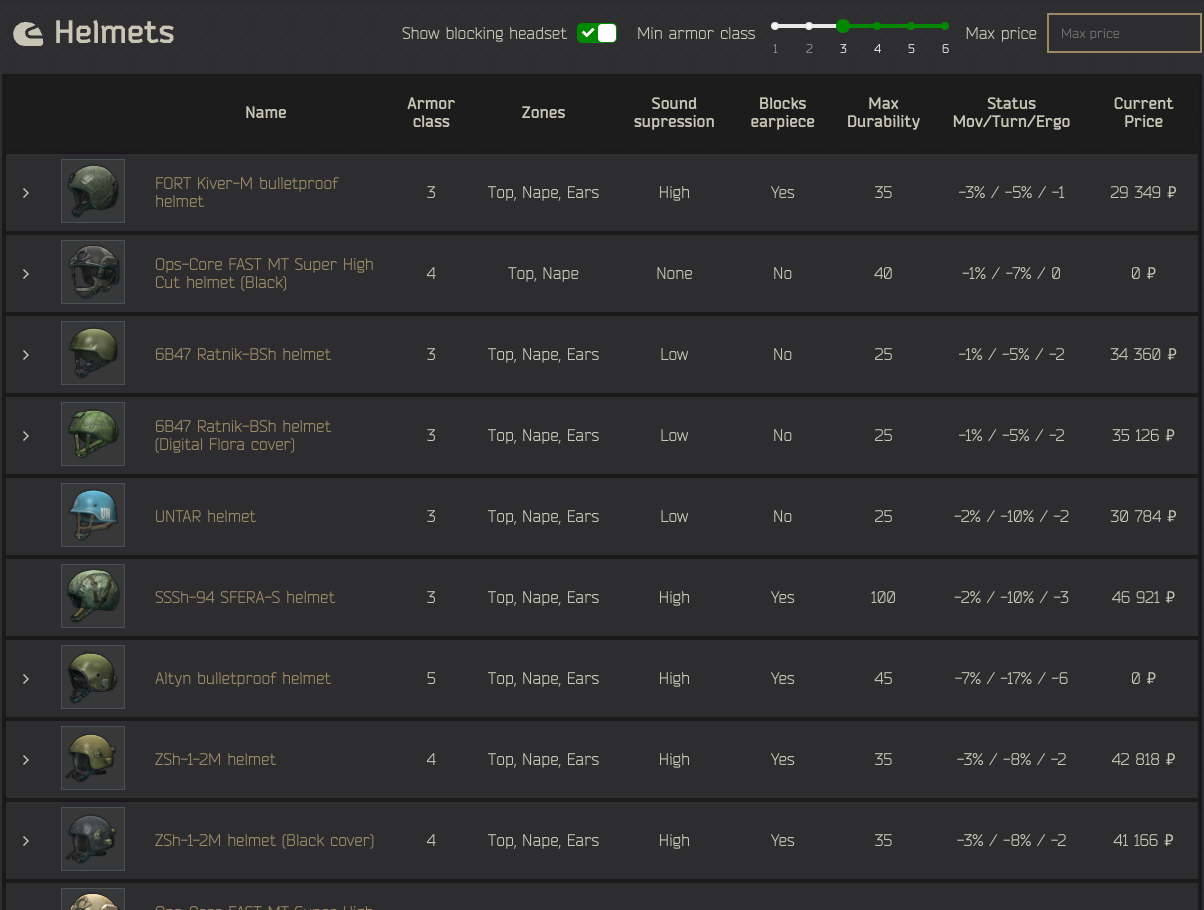 Helmets
Show blocking headset
Min armor class
1 2 3 4 5 6
Max price
Max price
Name
Armor class
Zones
Sound supression
Blocks earpiece
Max Durability
Status Mov/Turn/Ergo
Current Price
FORT Kiver-M bulletproof
helmet
3 Top, Nape, Ears High Yes 35 -3% / -5% / -1 29 349 ₽
Ops-Core FAST MT Super High
Cut helmet (Black)
4 Top, Nape None No 40 -1% / -7% / 0 0 ₽
6B47 Ratnik-BSh helmet 3 Top, Nape, Ears Low No 25 -1% / -5% / -2 34 360 ₽
6B47 Ratnik-BSh helmet
(Digital Flora cover)
3 Top, Nape, Ears Low No 25 -1% / -5% / -2 35 126 ₽
UN
UNTAR helmet 3 Top, Nape, Ears Low No 25 -2% / -10% / -2 30 784 ₽
SSSh-94 SFERA-S helmet 3 Top, Nape, Ears High Yes 100 -2% / -10% / -3 46 921 ₽
Altyn bulletproof helmet 5 Top, Nape, Ears High Yes 45 -7% / -17% / -6 0 ₽
ZSh-1-2M helmet 4 Top, Nape, Ears High Yes 35 -3% / -8% / -2 42 818 ₽
ZSh-1-2M helmet (Black cover) 4 Top, Nape, Ears High Yes 35 -3% / -8% / -2 41 166 ₽
Ops-Core FAST MT Super High